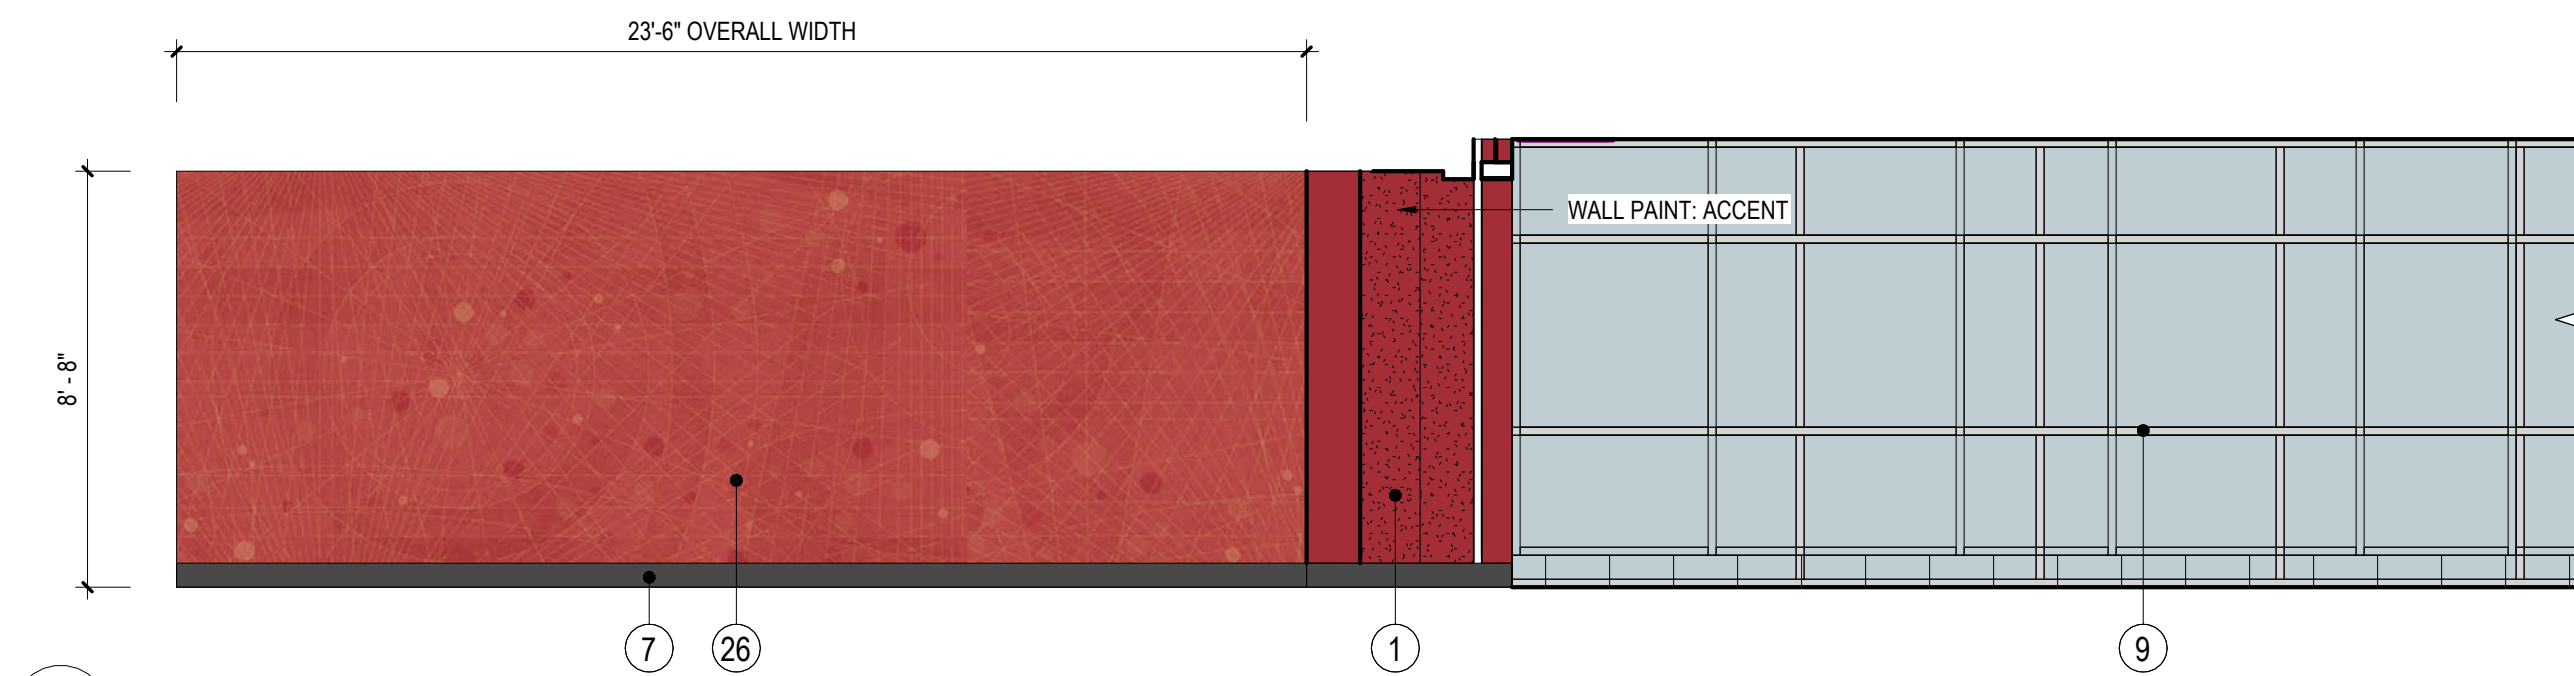 23'-6" OVERALL WIDTH
8' - 8"
WALL PAINT: ACCENT
7
26
1
9